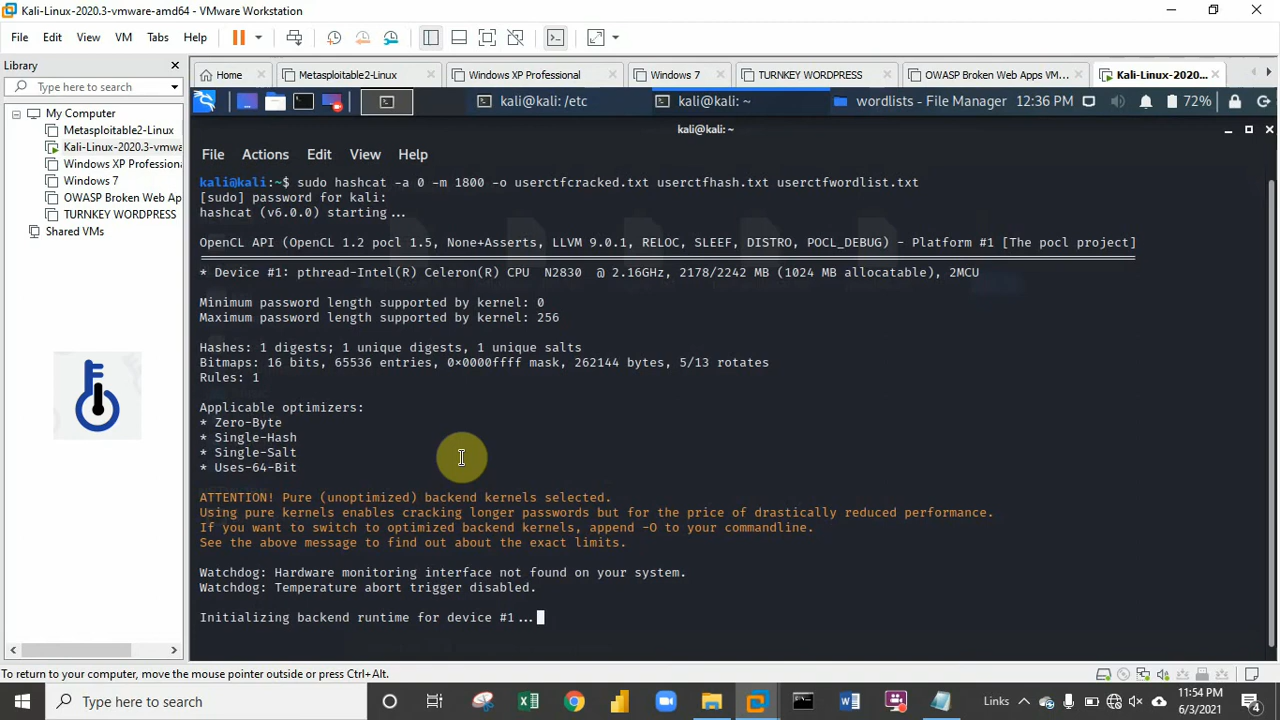 Kali-Linux-2020.3-vmware-amd64 - VMware Workstation
File Edit View VM Tabs Help
Library
Type here to search
My Computer
Metasploitable2-Linux
Kali-Linux-2020.3-vmwa
Windows XP Professiona
Windows 7
OWASP Broken Web Ap
TURNKEY WORDPRESS
Shared VMs
Home Metasploitable2-Linux Windows XP Professional Windows 7 TURNKEY WORDPRESS OWASP Broken Web Apps VM... Kali-Linux-2020...
kali@kali: /etc kali@kali: ~ wordlists - File Manager 12:36 PM 72%
kali@kali: ~
File Actions Edit View Help
kali@kali:~$ sudo hashcat -a 0 -m 1800 -o userctfcracked.txt userctfhash.txt userctfwordlist.txt
[sudo] password for kali:
hashcat (v6.0.0) starting...
OpenCL API (OpenCL 1.2 pocl 1.5, None+Asserts, LLVM 9.0.1, RELOC, SLEEF, DISTRO, POCL_DEBUG) - Platform #1 [The pocl project]
* Device #1: pthread-Intel(R) Celeron(R) CPU  N2830  @ 2.16GHz, 2178/2242 MB (1024 MB allocatable), 2MCU
Minimum password length supported by kernel: 0
Maximum password length supported by kernel: 256
Hashes: 1 digests; 1 unique digests, 1 unique salts
Bitmaps: 16 bits, 65536 entries, 0×0000ffff mask, 262144 bytes, 5/13 rotates
Rules: 1
Applicable optimizers:
* Zero-Byte
* Single-Hash
* Single-Salt
* Uses-64-Bit
ATTENTION! Pure (unoptimized) backend kernels selected.
Using pure kernels enables cracking longer passwords but for the price of drastically reduced performance.
If you want to switch to optimized backend kernels, append -O to your commandline.
See the above message to find out about the exact limits.
Watchdog: Hardware monitoring interface not found on your system.
Watchdog: Temperature abort trigger disabled.
Initializing backend runtime for device #1...
To return to your computer, move the mouse pointer outside or press Ctrl+Alt.
Type here to search
Links
11:54 PM
6/3/2021
4